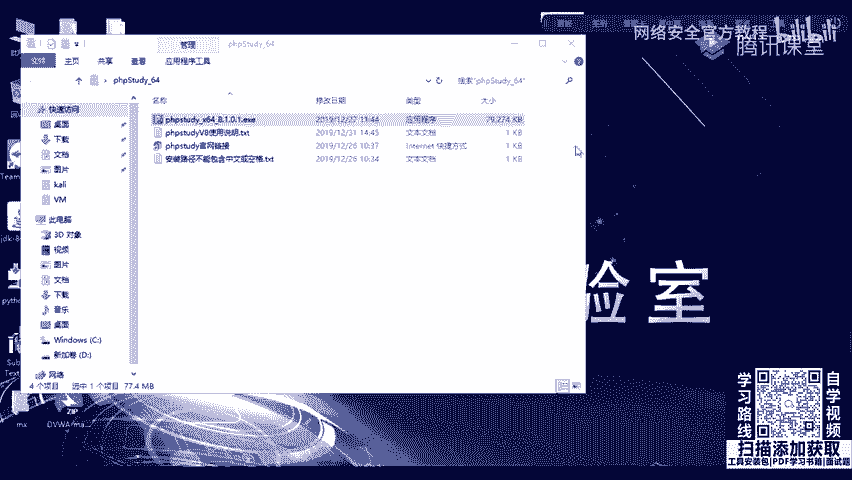 管理
phpStudy_64
网络安全官方教程
bilibili
腾讯课堂
文件
主页
共享
查看
应用程序工具
phpStudy_64
搜索"phpStudy_64"
名称
修改日期
类型
大小
快速访问
桌面
下载
文档
图片
kali
VM
此电脑
3D 对象
视频
图片
文档
下载
音乐
桌面
Windows (C:)
新加卷 (D:)
网络
phpstudy_x64_8.1.0.1.exe
2019/12/27 11:44
应用程序
79,274 KB
phpstudyV8使用说明.txt
2019/12/31 14:45
文本文档
1 KB
phpstudy官网链接
2019/12/26 10:37
Internet 快捷方式
1 KB
安装路径不能包含中文或空格.txt
2019/12/26 10:34
文本文档
1 KB
4 个项目
选中 1 个项目
77.4 MB
验室
mx
学习路线
自学视频
扫描添加获取
工具安装包|PDF学习书籍|面试题